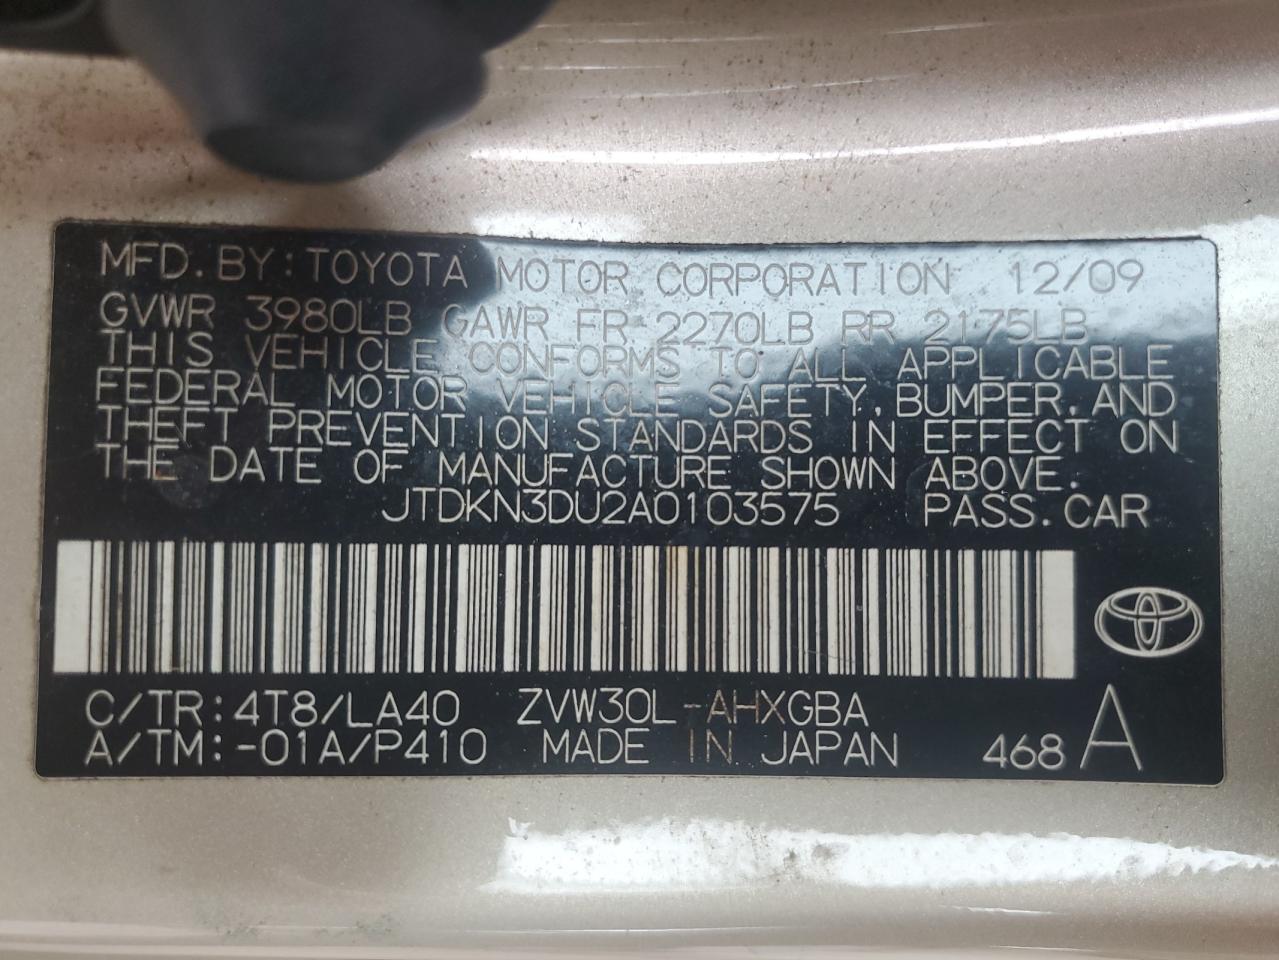 MFD. BY: TOYOTA MOTOR CORPORATION 12/09
GVWR 3980LB GAWR FR 2270LB RR 2175LB
THIS VEHICLE CONFORMS TO ALL APPLICABLE
FEDERAL MOTOR VEHICLE SAFETY, BUMPER, AND
THEFT PREVENTION STANDARDS IN EFFECT ON
THE DATE OF MANUFACTURE SHOWN ABOVE.
JTDKN3DU2A0103575 PASS. CAR
C/TR: 4T8/LA40 ZVW30L-AHXGBA
A/TM: -01A/P410 MADE IN JAPAN 468 A